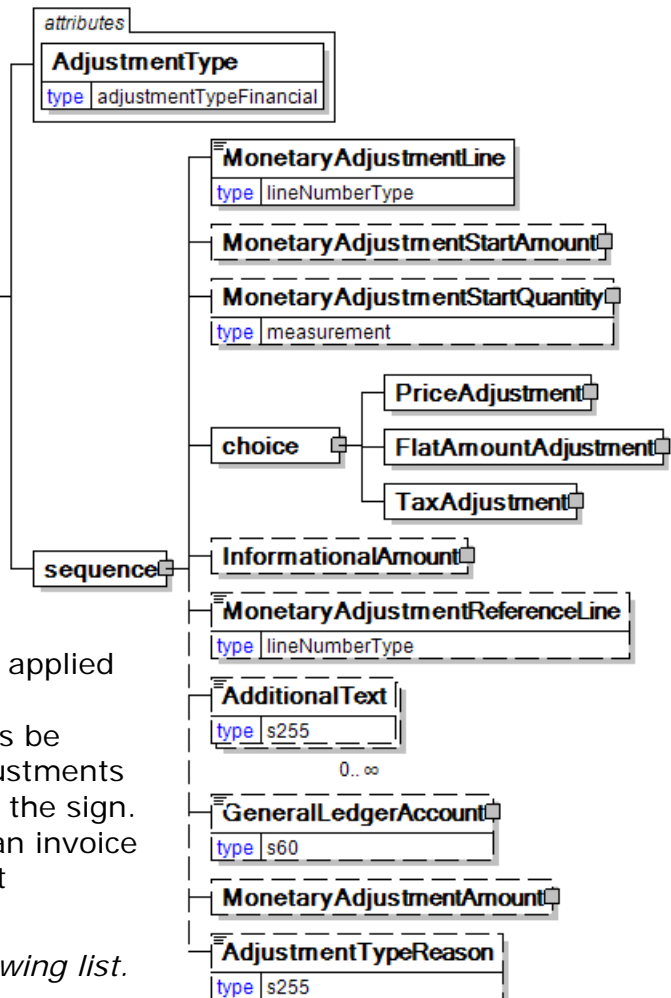 attributes
AdjustmentType
type adjustmentTypeFinancial
MonetaryAdjustmentLine
type lineNumberType
MonetaryAdjustmentStartAmount
MonetaryAdjustmentStartQuantity
type measurement
choice
PriceAdjustment
FlatAmountAdjustment
TaxAdjustment
sequence
InformationalAmount
MonetaryAdjustmentReferenceLine
type lineNumberType
AdditionalText
type s255
0.. ∞
GeneralLedgerAccount
type s60
MonetaryAdjustmentAmount
AdjustmentTypeReason
type s255
applied
s be
ustments
the sign.
an invoice
t
wing list.